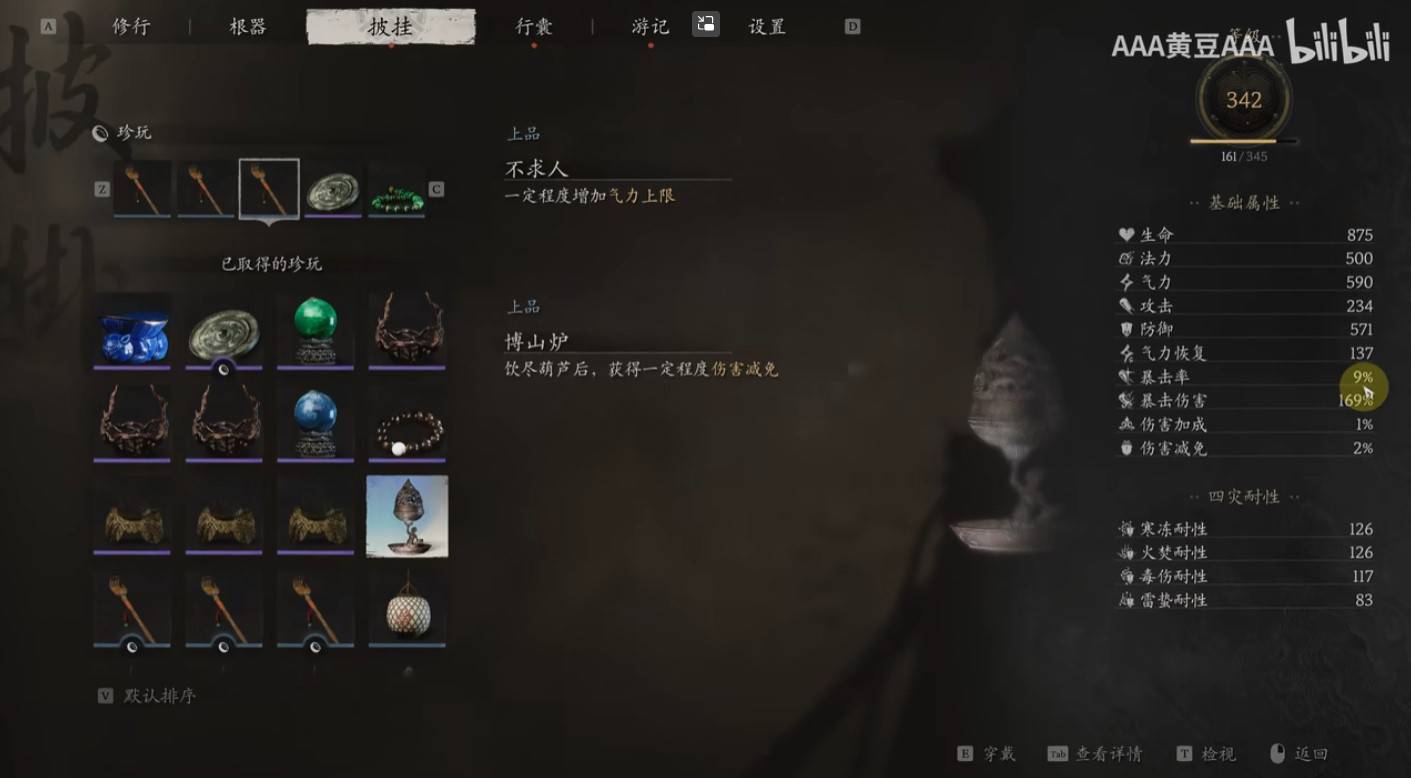 A 修行 根器 披挂 行囊 游记 设置 D
AAA黄豆AAA bilibili
等级
342
161/345
披挂
珍玩
Z C
已取得的珍玩
V 默认排序
上品
不求人
一定程度增加气力上限
上品
博山炉
饮尽葫芦后，获得一定程度伤害减免
基础属性
生命 875
法力 500
气力 590
攻击 234
防御 571
气力恢复 137
暴击率 9%
暴击伤害 169%
伤害加成 1%
伤害减免 2%
四灾耐性
寒冻耐性 126
火焚耐性 126
毒伤耐性 117
雷蛰耐性 83
E 穿戴 Tab 查看详情 T 检视 返回